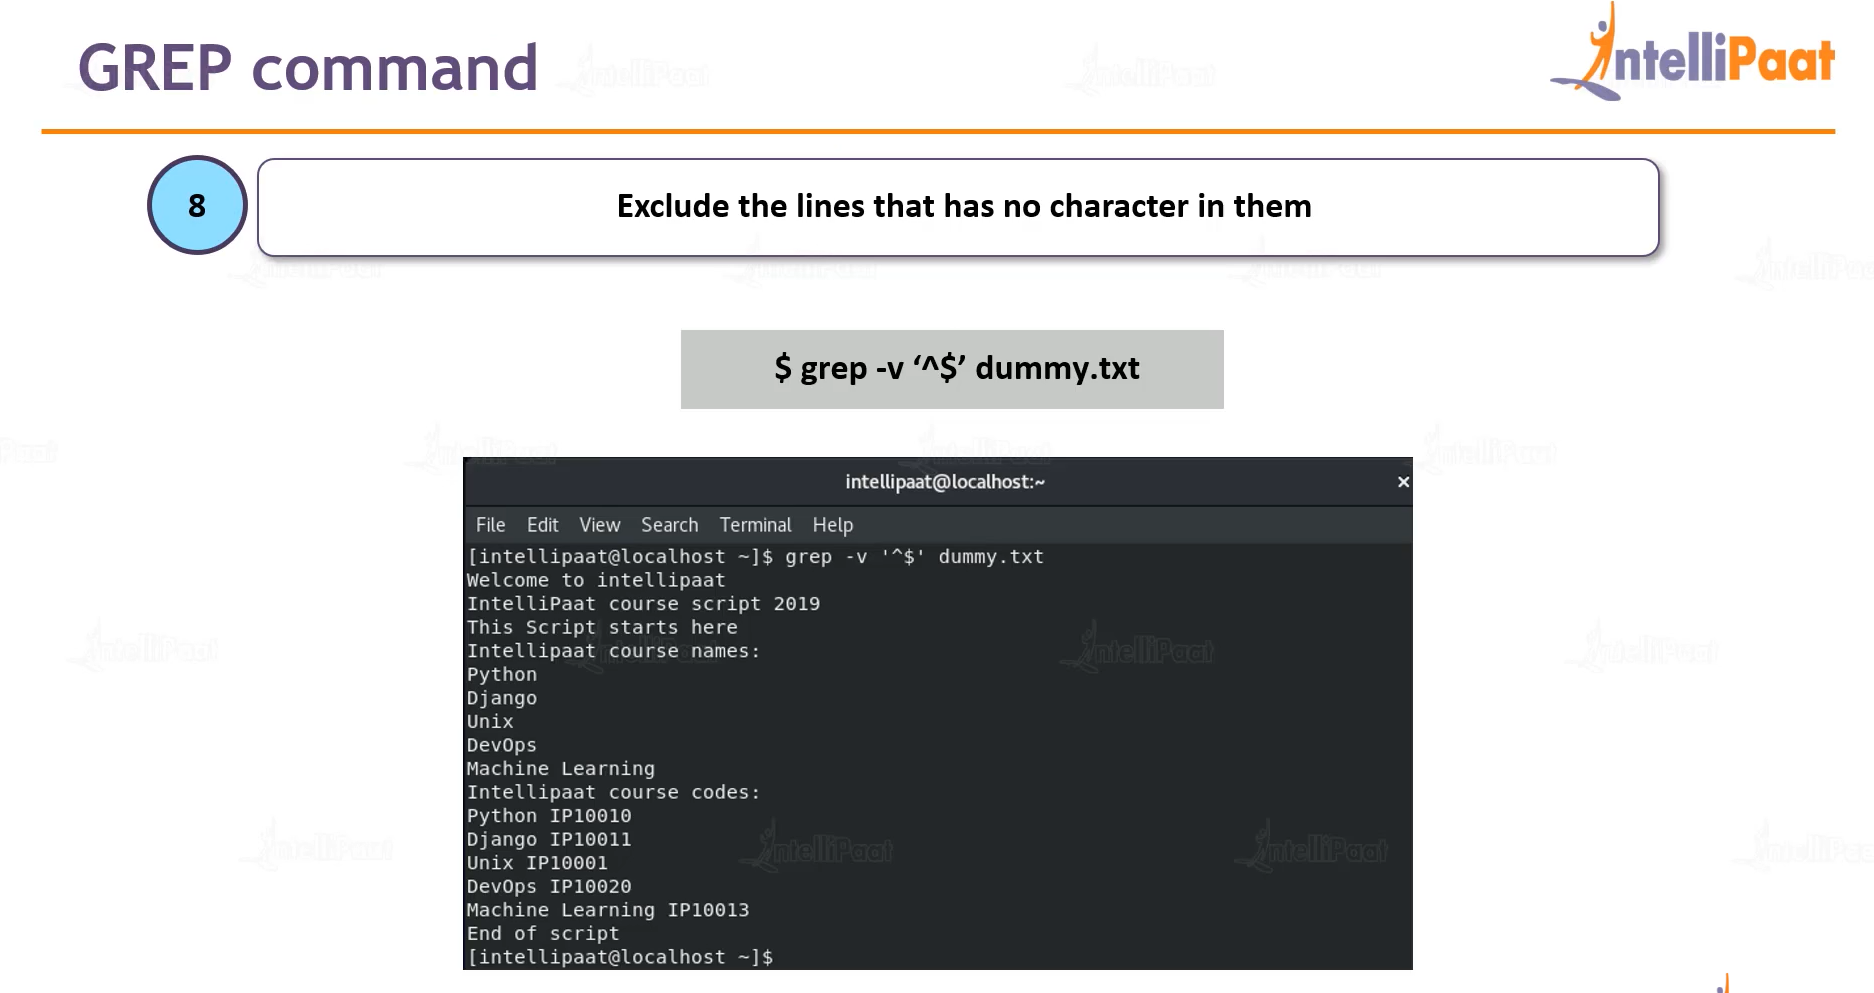 GREP command
IntelliPaat
8
Exclude the lines that has no character in them
$ grep -v ‘^$’ dummy.txt
intellipaat@localhost:~ ×
File Edit View Search Terminal Help
[intellipaat@localhost ~]$ grep -v '^$' dummy.txt
Welcome to intellipaat
IntelliPaat course script 2019
This Script starts here
Intellipaat course names:
Python
Django
Unix
DevOps
Machine Learning
Intellipaat course codes:
Python IP10010
Django IP10011
Unix IP10001
DevOps IP10020
Machine Learning IP10013
End of script
[intellipaat@localhost ~]$